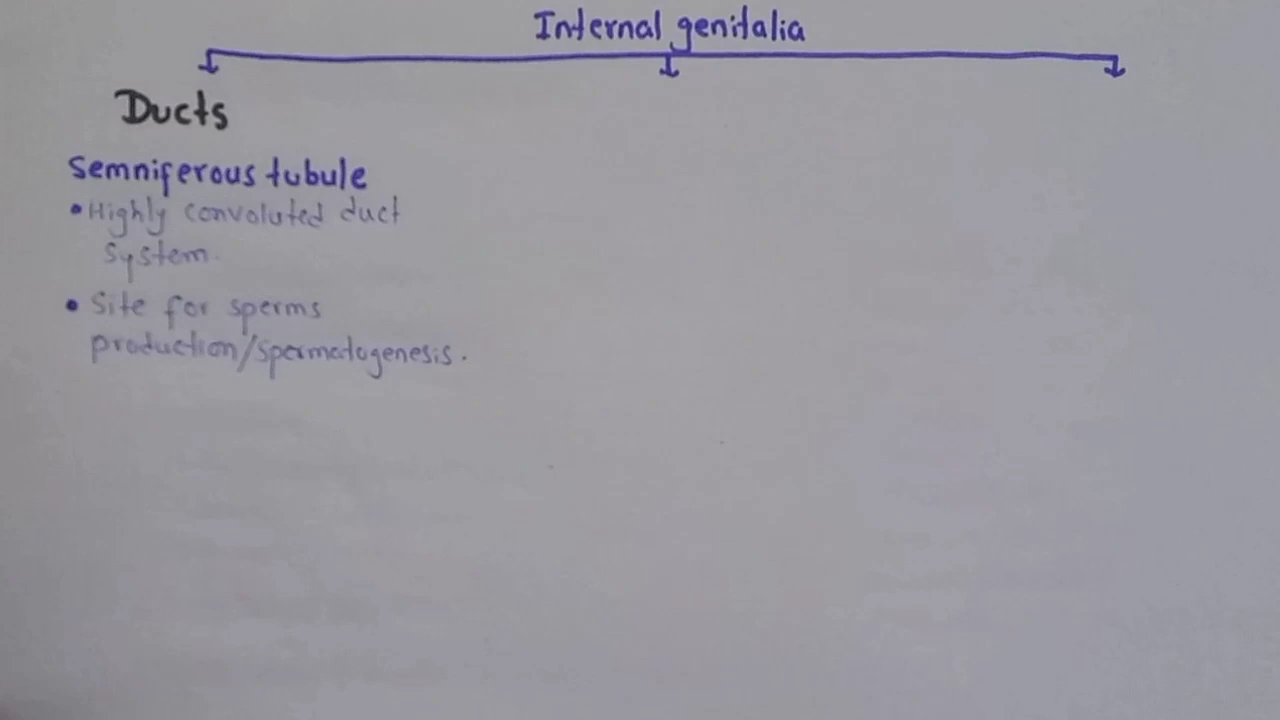 Internal genitalia
Ducts
Semniferous tubule
• Highly convoluted duct
system.
• Site for sperms
production/spermatogenesis.